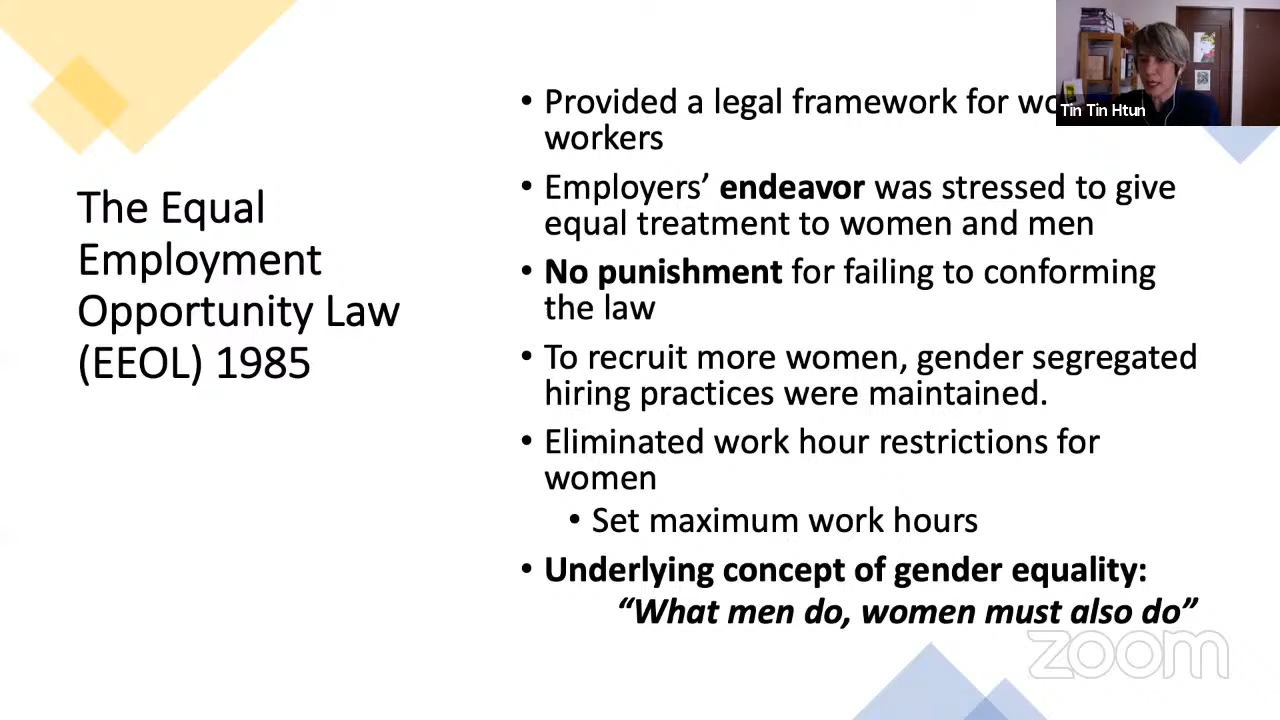 The Equal
Employment
Opportunity Law
(EEOL) 1985
• Provided a legal framework for
workers
• Employers’ endeavor was stressed to give
equal treatment to women and men
• No punishment for failing to conforming
the law
• To recruit more women, gender segregated
hiring practices were maintained.
• Eliminated work hour restrictions for
women
• Set maximum work hours
• Underlying concept of gender equality:
“What men do, women must also do”
Tin Tin Htun
zoom